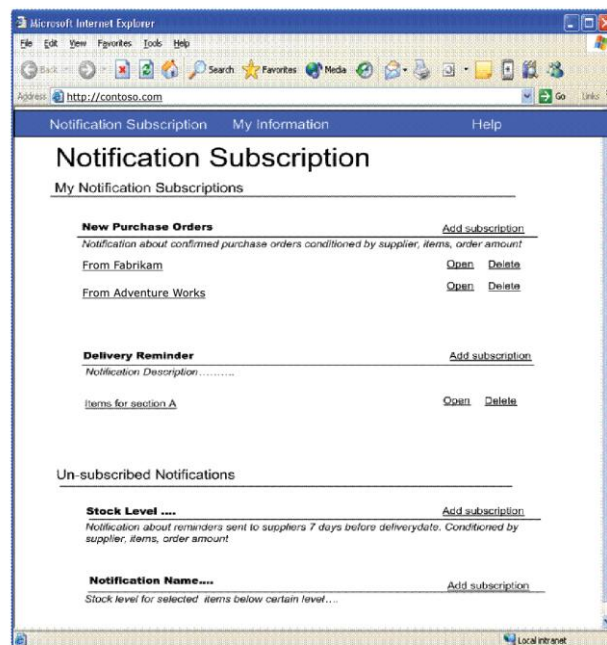 Microsoft Internet Explorer
File Edit View Favorites Tools Help
Back Search Favorites Media
Address http://contoso.com Go Links
Notification Subscription My Information Help
Notification Subscription
My Notification Subscriptions
New Purchase Orders Add subscription
Notification about confirmed purchase orders conditioned by supplier, items, order amount
From Fabrikam Open Delete
From Adventure Works Open Delete
Delivery Reminder Add subscription
Notification Description..........
Items for section A Open Delete
Un-subscribed Notifications
Stock Level .... Add subscription
Notification about reminders sent to suppliers 7 days before deliverydate. Conditioned by
supplier, items, order amount
Notification Name.... Add subscription
Stock level for selected items below certain level....
Local intranet